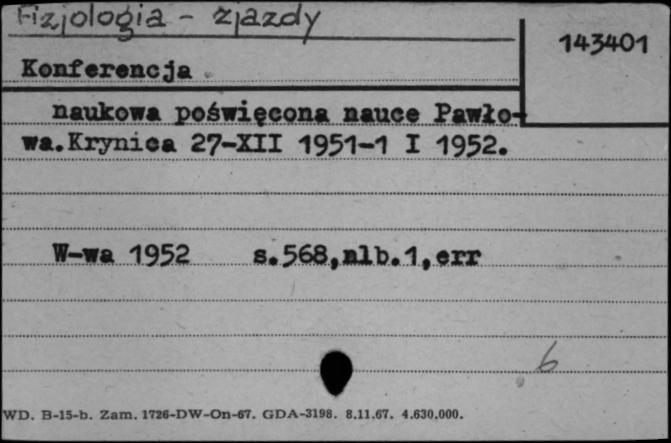 Fizjologia - zjazdy
143401
Konferencja
naukowa poświęcona nauce Pawło-
wa.Krynica 27-XII 1951-1 I 1952.
W-wa 1952 s.568,nlb.1,err
6
WD. B-15-b. Zam. 1726-DW-On-67. GDA-3198. 8.11.67. 4.630.000.